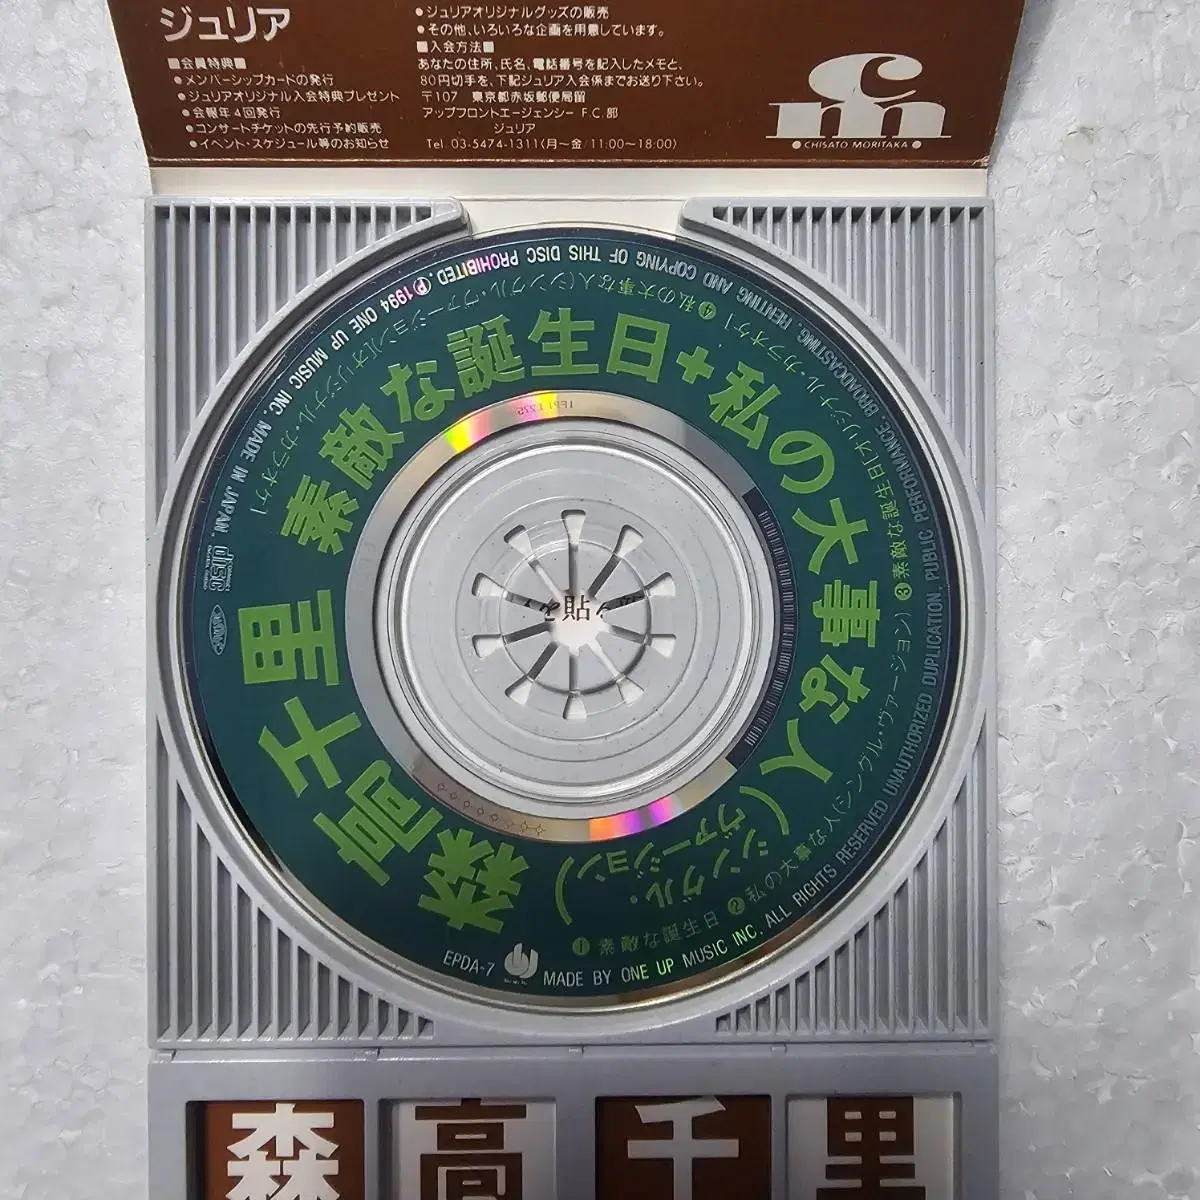 ジュリア
■会員特典■
●メンバーシップカードの発行
●ジュリアオリジナル入会特典プレゼント
●会報年4回発行
●コンサートチケットの先行予約販売
●イベント・スケジュール等のお知らせ
●ジュリアオリジナルグッズの販売
●その他、いろいろな企画を用意しています。
■入会方法■
あなたの住所、氏名、電話番号を記入したメモと、
80円切手を、下記ジュリア入会係までお送り下さい。
〒107 東京都赤坂郵便局留
アップフロントエージェンシー F.C.部
ジュリア
Tel 03-5474-1311(月〜金/11:00〜18:00)
cm
●CHISATO MORITAKA●
森高千里 素敵な誕生日+私の大事な人(シングル・ヴァージョン)
❶素敵な誕生日 ❷私の大事な人(シングル・ヴァージョン) ❸素敵な誕生日[オリジナル・カラオケ] ❹私の大事な人(シングル・ヴァージョン)[オリジナル・カラオケ]
EPDA-7
MADE BY ONE UP MUSIC INC. ALL RIGHTS RESERVED UNAUTHORIZED DUPLICATION, PUBLIC PERFORMANCE, BROADCASTING, RENTING AND COPYING OF THIS DISC PROHIBITED. Ⓟ1994 ONE UP MUSIC INC. MADE IN JAPAN.
COMPACT
disc
DIGITAL AUDIO
貼
森高千里